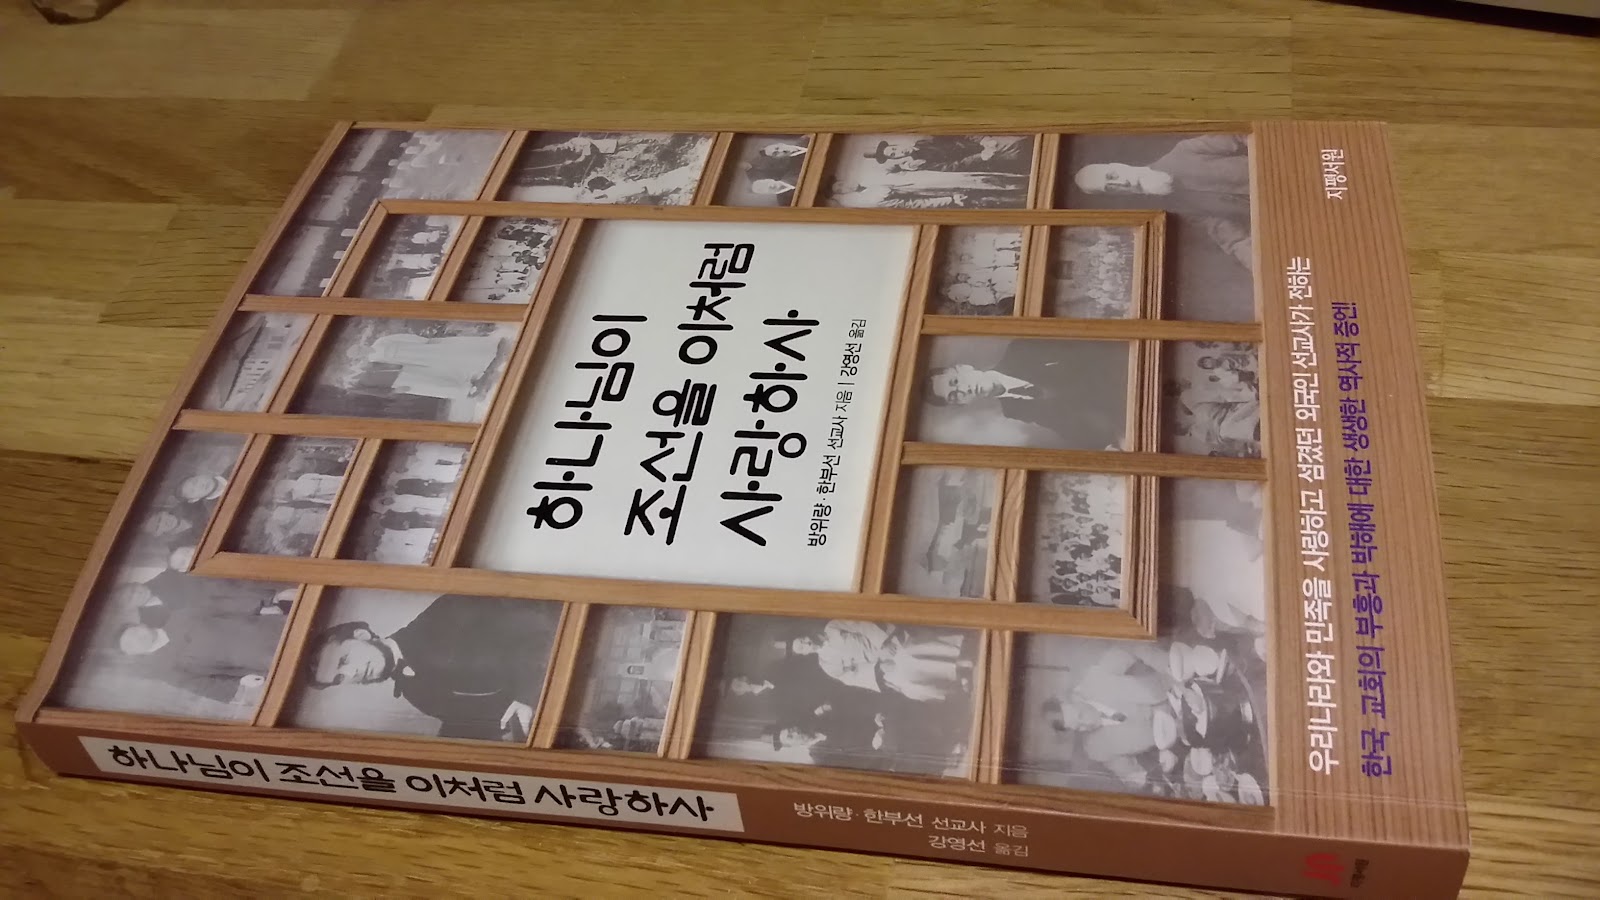 하나님이
조선을 이처럼
사랑하사
방위량·한부선 선교사 지음 | 강영선 옮김
우리나라와 민족을 사랑하고 섬겼던 외국인 선교사가 전하는
한국 교회의 부흥과 박해에 대한 생생한 역사적 증언!
지평서원
하나님이 조선을 이처럼 사랑하사
방위량·한부선 선교사 지음
강영선 옮김
지평서원